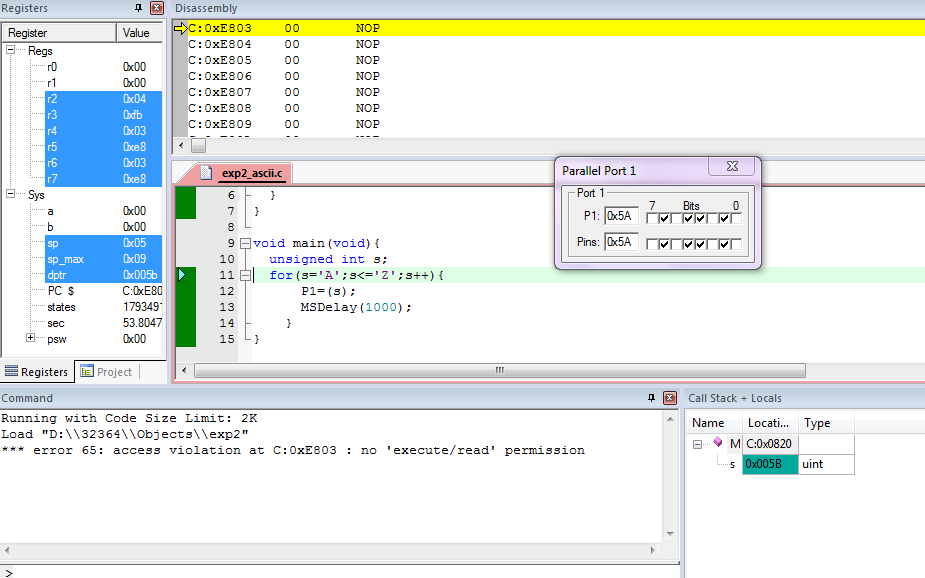 Registers
Register Value
Regs
r0 0x00
r1 0x00
r2 0x04
r3 0xfb
r4 0x03
r5 0xe8
r6 0x03
r7 0xe8
Sys
a 0x00
b 0x00
sp 0x05
sp_max 0x09
dptr 0x005b
PC $ C:0xE80
states 179349
sec 53.8047
psw 0x00
Registers Project
Disassembly
C:0xE803 00 NOP
C:0xE804 00 NOP
C:0xE805 00 NOP
C:0xE806 00 NOP
C:0xE807 00 NOP
C:0xE808 00 NOP
C:0xE809 00 NOP
exp2_ascii.c
6 }
7 }
8
9 void main(void){
10 unsigned int s;
11 for(s='A';s<='Z';s++){
12 P1=(s);
13 MSDelay(1000);
14 }
15 }
Parallel Port 1
Port 1
7 Bits 0
P1: 0x5A
Pins: 0x5A
Command
Running with Code Size Limit: 2K
Load "D:\\32364\\Objects\\exp2"
*** error 65: access violation at C:0xE803 : no 'execute/read' permission
>
Call Stack + Locals
Name Locati... Type
M C:0x0820
s 0x005B uint